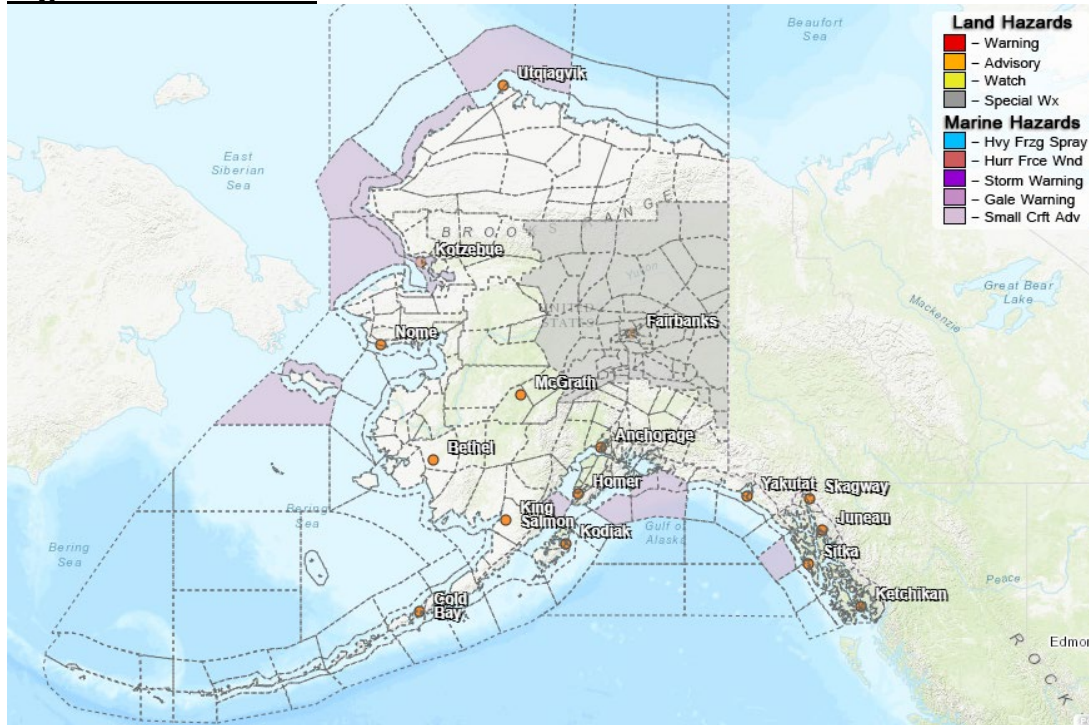 Beaufort
Sea
Land Hazards
– Warning
– Advisory
– Watch
– Special Wx
Marine Hazards
– Hvy Frzg Spray
– Hurr Frce Wnd
– Storm Warning
– Gale Warning
– Small Crft Adv
Utqiagvik
East
Siberian
Sea
BROOKS RANGE
Kotzebue
Yukon
Great Bear
Lake
Mackenzie
UNITED
STATES
Fairbanks
Nome
McGrath
Anchorage
Bethel
Homer
Yakutat
Skagway
King
Salmon
Bering
Sea
Kodiak
Gulf of
Alaska
Juneau
Bering
Sea
Sitka
Peace
Ketchikan
Cold
Bay
Edmon
ROCK